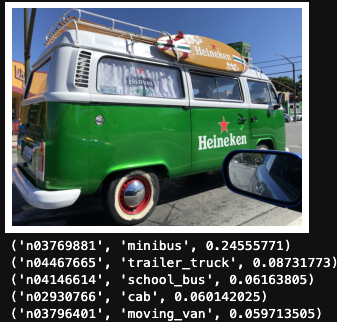 Heineken
Heineken
Heineken
('n03769881', 'minibus', 0.24555771)
('n04467665', 'trailer_truck', 0.08731773)
('n04146614', 'school_bus', 0.06163805)
('n02930766', 'cab', 0.060142025)
('n03796401', 'moving_van', 0.059713505)